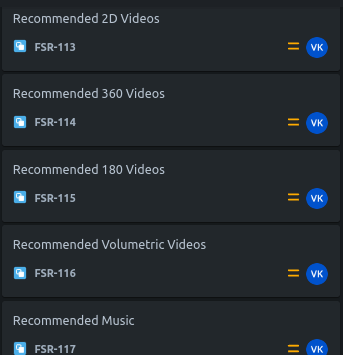 Recommended 2D Videos
FSR-113 VK
Recommended 360 Videos
FSR-114 VK
Recommended 180 Videos
FSR-115 VK
Recommended Volumetric Videos
FSR-116 VK
Recommended Music
FSR-117 VK